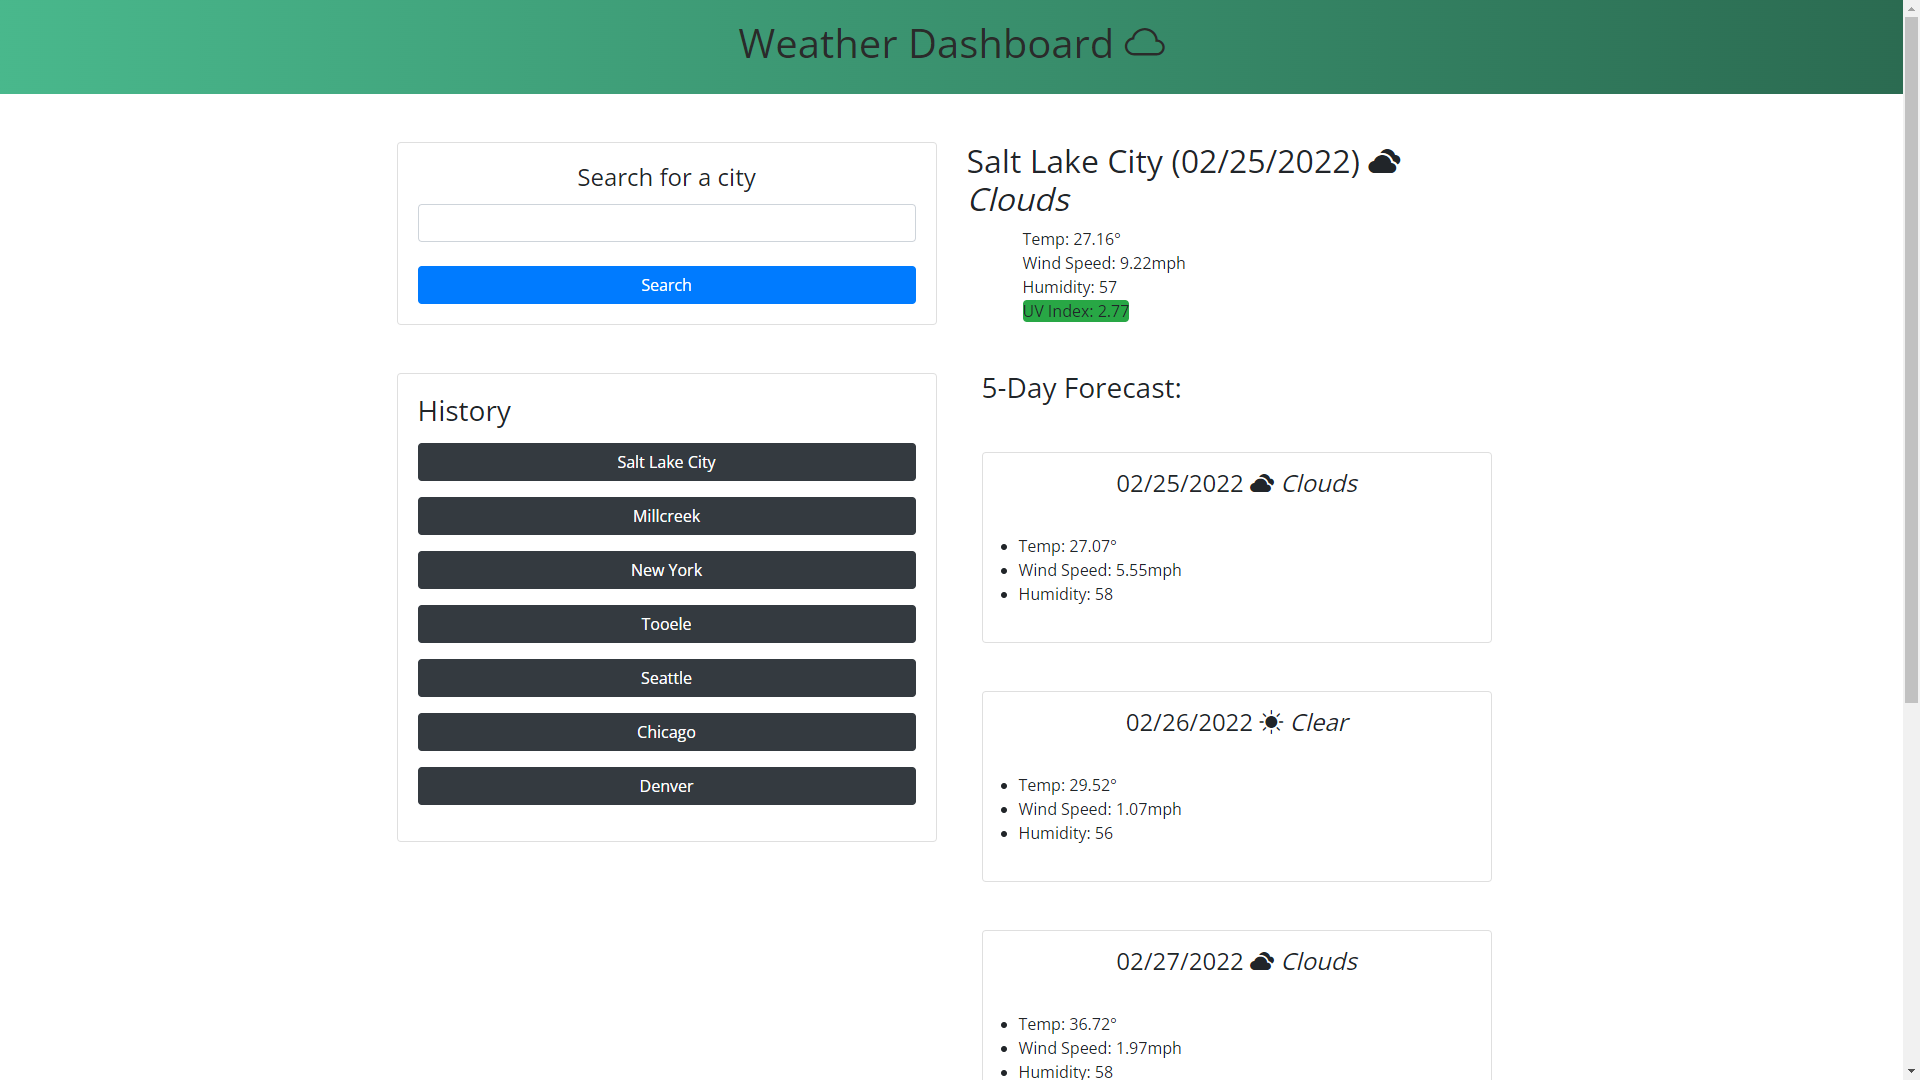 Weather Dashboard
Search for a city
Search
History
Salt Lake City
Millcreek
New York
Tooele
Seattle
Chicago
Denver
Salt Lake City (02/25/2022)
Clouds
Temp: 27.16°
Wind Speed: 9.22mph
Humidity: 57
UV Index: 2.77
5-Day Forecast:
02/25/2022 Clouds
Temp: 27.07°
Wind Speed: 5.55mph
Humidity: 58
02/26/2022 Clear
Temp: 29.52°
Wind Speed: 1.07mph
Humidity: 56
02/27/2022 Clouds
Temp: 36.72°
Wind Speed: 1.97mph
Humidity: 58